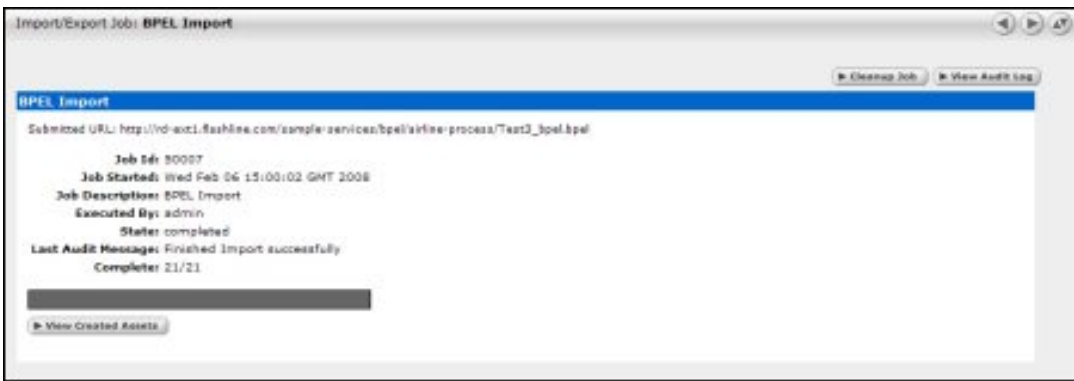 Import/Export Job: BPEL Import
Cleanup Job
View Audit Log
BPEL Import
Submitted URL: http://rd-ext1.flashline.com/sample-services/bpel/airline-process/Test3_bpel.bpel
Job Id: 50007
Job Started: Wed Feb 06 15:00:02 GMT 2008
Job Description: BPEL Import
Executed By: admin
State: completed
Last Audit Message: Finished Import successfully
Complete: 21/21
View Created Assets